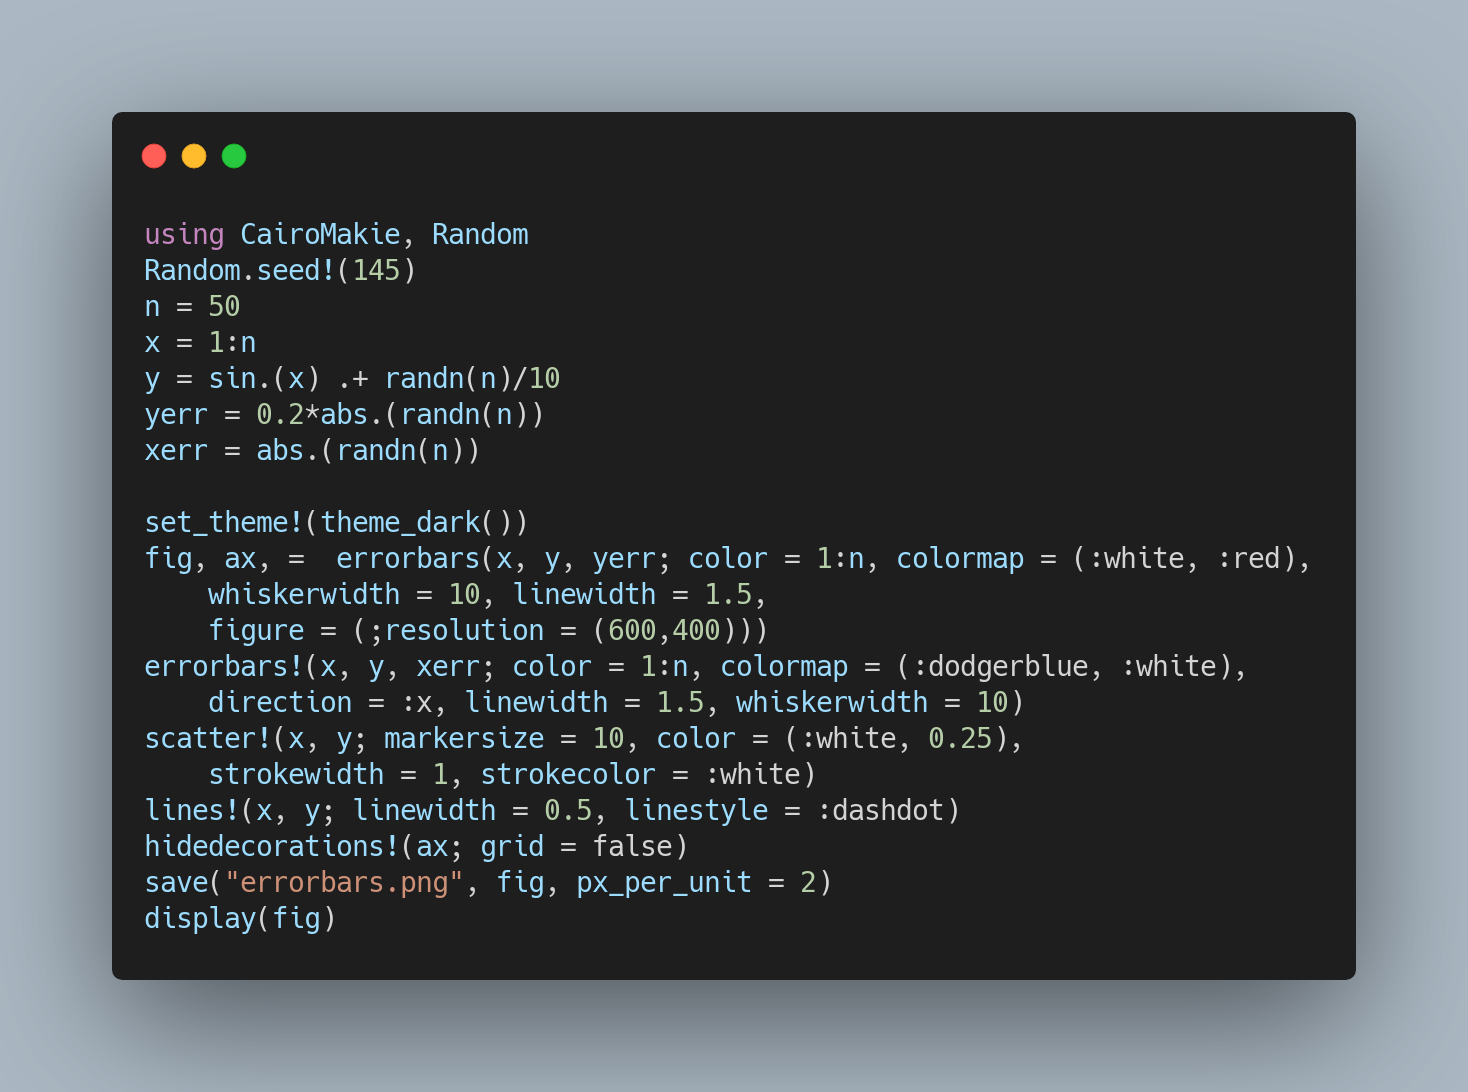 using CairoMakie, Random
Random.seed!(145)
n = 50
x = 1:n
y = sin.(x) .+ randn(n)/10
yerr = 0.2*abs.(randn(n))
xerr = abs.(randn(n))

set_theme!(theme_dark())
fig, ax, =  errorbars(x, y, yerr; color = 1:n, colormap = (:white, :red),
    whiskerwidth = 10, linewidth = 1.5,
    figure = (;resolution = (600,400)))
errorbars!(x, y, xerr; color = 1:n, colormap = (:dodgerblue, :white),
    direction = :x, linewidth = 1.5, whiskerwidth = 10)
scatter!(x, y; markersize = 10, color = (:white, 0.25),
    strokewidth = 1, strokecolor = :white)
lines!(x, y; linewidth = 0.5, linestyle = :dashdot)
hidedecorations!(ax; grid = false)
save("errorbars.png", fig, px_per_unit = 2)
display(fig)